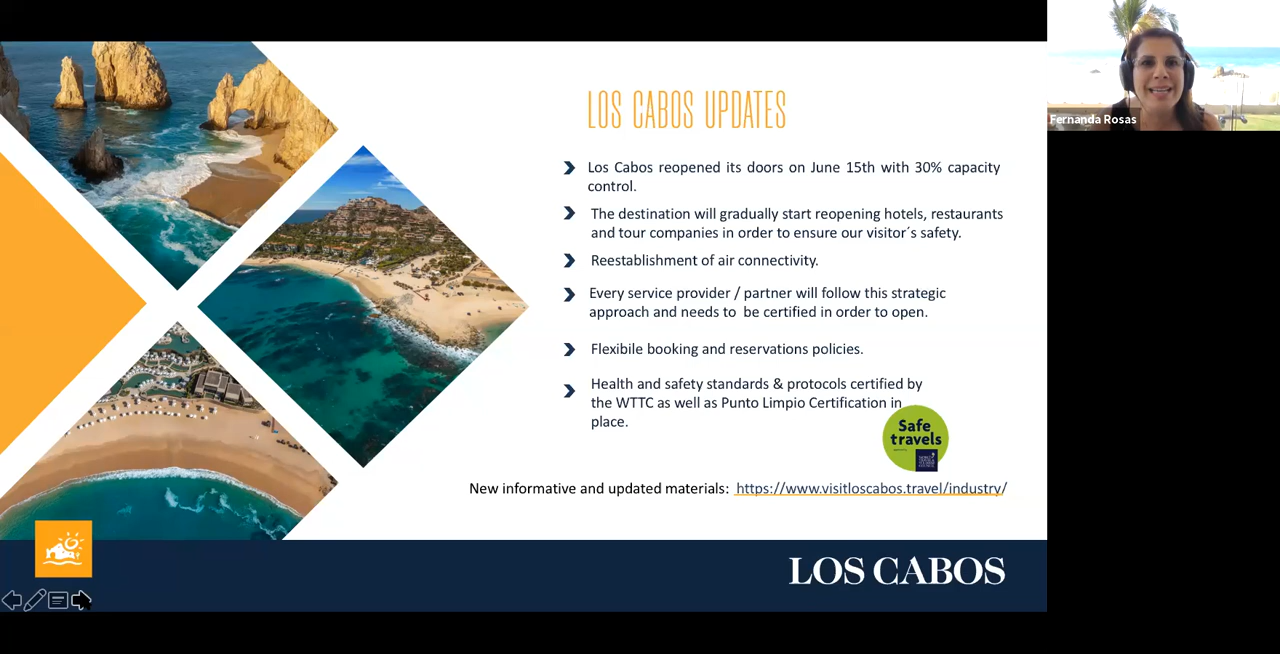 LOS CABOS UPDATES
Los Cabos reopened its doors on June 15th with 30% capacity
control.
The destination will gradually start reopening hotels, restaurants
and tour companies in order to ensure our visitor´s safety.
Reestablishment of air connectivity.
Every service provider / partner will follow this strategic
approach and needs to be certified in order to open.
Flexibile booking and reservations policies.
Health and safety standards & protocols certified by
the WTTC as well as Punto Limpio Certification in
place.
Safe
travels
New informative and updated materials: https://www.visitloscabos.travel/industry/
LOS CABOS
Fernanda Rosas